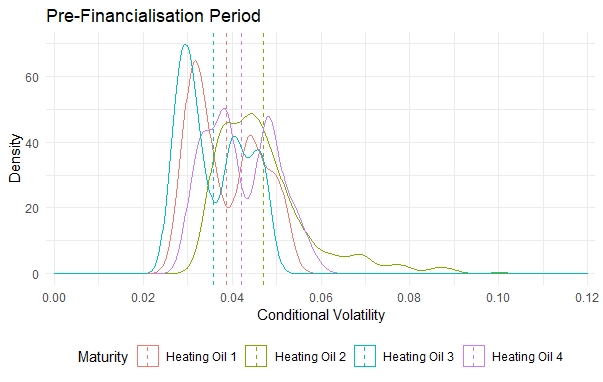 Pre-Financialisation Period
Density
60
40
20
0
0.00 0.02 0.04 0.06 0.08 0.10 0.12
Conditional Volatility
Maturity Heating Oil 1 Heating Oil 2 Heating Oil 3 Heating Oil 4